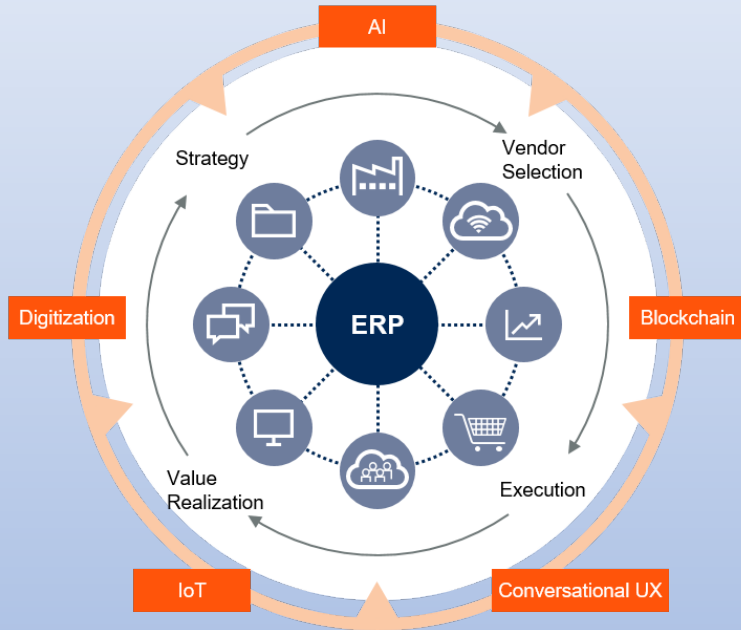 AI
Strategy
Vendor
Selection
Digitization
ERP
Blockchain
Value
Realization
Execution
IoT
Conversational UX